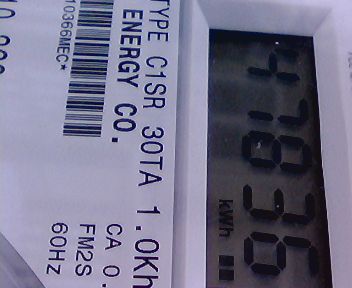 TYPE C1SR 30TA 1.0Kh
ENERGY CO.
CA 0.
FM2S
60Hz
10366MEC*
47836
kWh